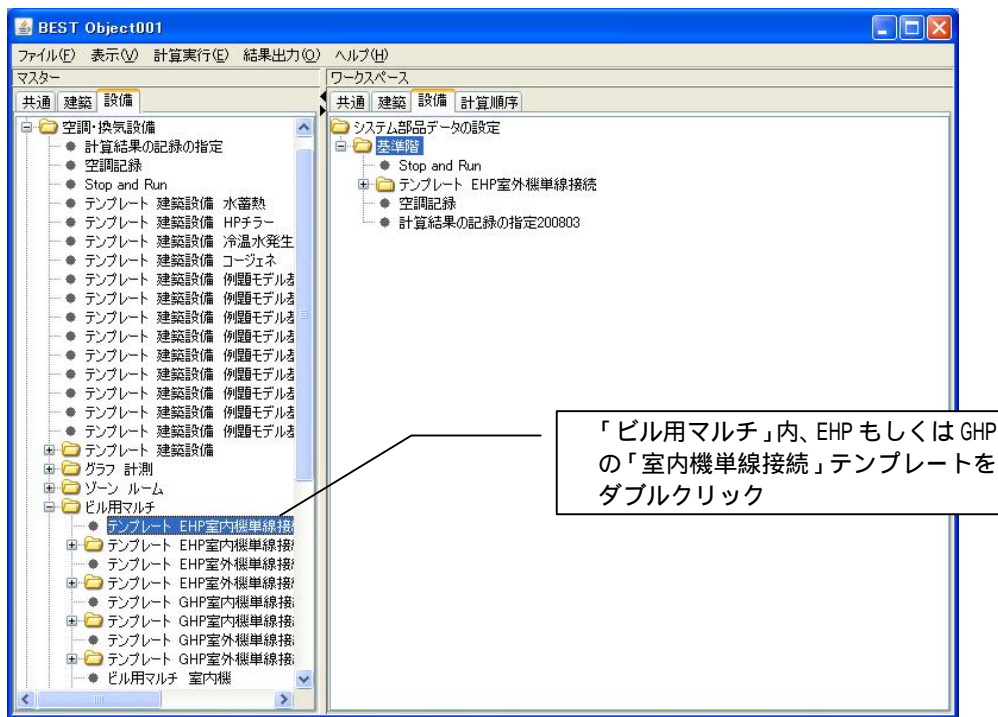 BEST Object001
ファイル(F) 表示(V) 計算実行(E) 結果出力(O) ヘルプ(H)
マスター
共通 建築 設備
空調・換気設備
計算結果の記録の指定
空調記録
Stop and Run
テンプレート 建築設備 水蓄熱
テンプレート 建築設備 HPチラー
テンプレート 建築設備 冷温水発生
テンプレート 建築設備 コージェネ
テンプレート 建築設備 例題モデル基
テンプレート 建築設備 例題モデル基
テンプレート 建築設備 例題モデル基
テンプレート 建築設備 例題モデル基
テンプレート 建築設備 例題モデル基
テンプレート 建築設備 例題モデル基
テンプレート 建築設備 例題モデル基
テンプレート 建築設備 例題モデル基
テンプレート 建築設備 例題モデル基
テンプレート 建築設備
グラフ 計測
ゾーン ルーム
ビル用マルチ
テンプレート EHP室内機単線接
テンプレート EHP室内機単線接
テンプレート EHP室外機単線接
テンプレート EHP室外機単線接
テンプレート GHP室内機単線接
テンプレート GHP室内機単線接
テンプレート GHP室外機単線接
テンプレート GHP室外機単線接
ビル用マルチ 室内機
ワークスペース
共通 建築 設備 計算順序
システム部品データの設定
基準階
Stop and Run
テンプレート EHP室外機単線接続
空調記録
計算結果の記録の指定200803
「ビル用マルチ」内、EHP もしくは GHP
の「室内機単線接続」テンプレートを
ダブルクリック